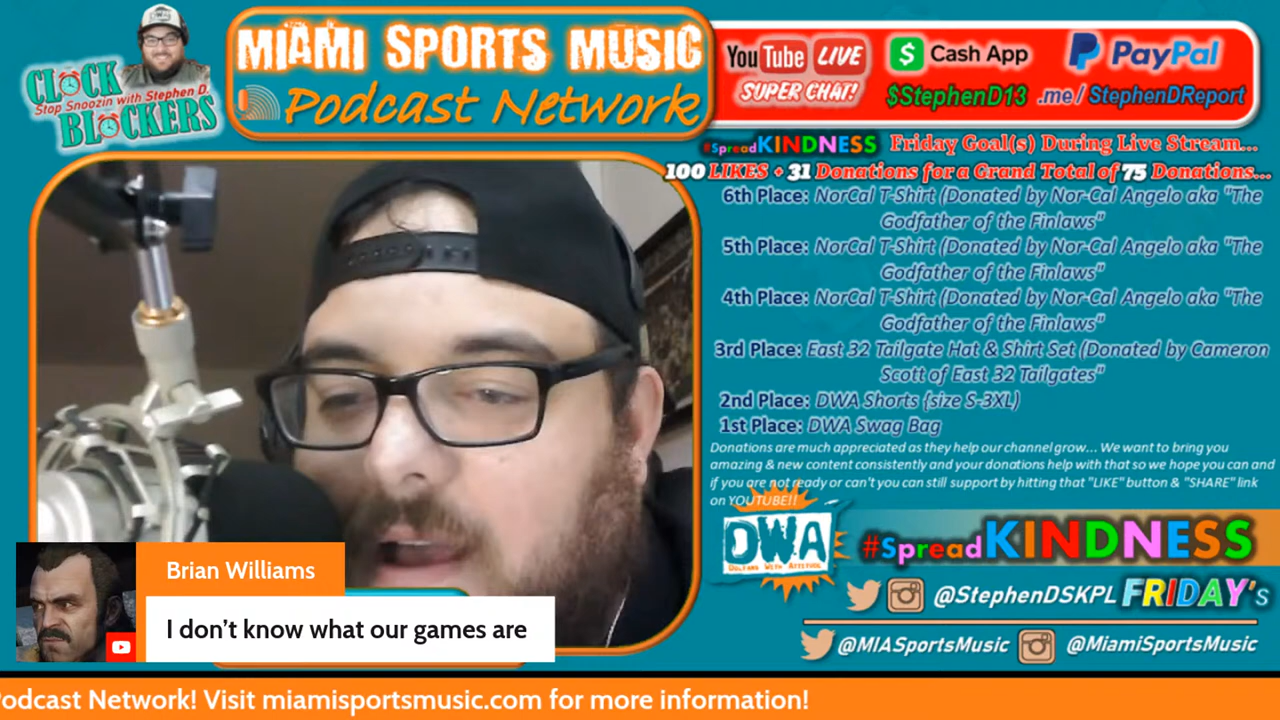 CLOCK
Stop Snoozin with Stephen D.
BLOCKERS
MIAMI SPORTS MUSIC
Podcast Network
YouTube LIVE
SUPER CHAT!
$ Cash App
$StephenD13
PayPal
.me/StephenDReport
#SpreadKINDNESS Friday Goal(s) During Live Stream...
100 LIKES + 31 Donations for a Grand Total of 75 Donations...
6th Place: NorCal T-Shirt (Donated by Nor-Cal Angelo aka "The
Godfather of the Finlaws"
5th Place: NorCal T-Shirt (Donated by Nor-Cal Angelo aka "The
Godfather of the Finlaws"
4th Place: NorCal T-Shirt (Donated by Nor-Cal Angelo aka "The
Godfather of the Finlaws"
3rd Place: East 32 Tailgate Hat & Shirt Set (Donated by Cameron
Scott of East 32 Tailgates"
2nd Place: DWA Shorts {size S-3XL)
1st Place: DWA Swag Bag
Donations are much appreciated as they help our channel grow... We want to bring you
amazing & new content consistently and your donations help with that so we hope you can and
if you are not ready or can't you can still support by hitting that "LIKE" button & "SHARE" link
on YOUTUBE!!
DWA
DOLFANS WITH ATTITUDE
#SpreadKINDNESS
@StephenDSKPL FRIDAY's
@MIASportsMusic @MiamiSportsMusic
Brian Williams
I don't know what our games are
Podcast Network! Visit miamisportsmusic.com for more information!